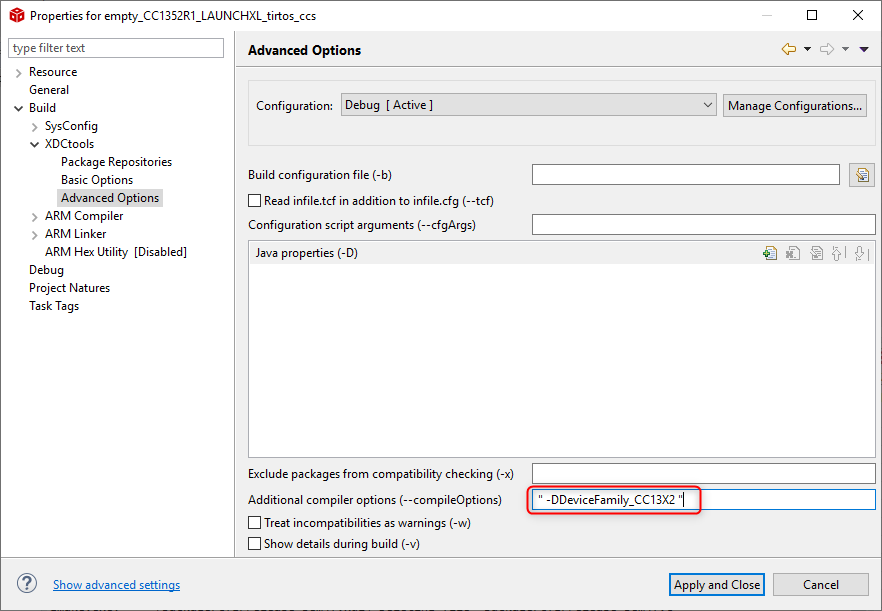 Properties for empty_CC1352R1_LAUNCHXL_tirtos_ccs
type filter text
Advanced Options
Resource
General
Build
SysConfig
XDCtools
Package Repositories
Basic Options
Advanced Options
ARM Compiler
ARM Linker
ARM Hex Utility [Disabled]
Debug
Project Natures
Task Tags
Configuration: Debug [ Active ] Manage Configurations...
Build configuration file (-b)
Read infile.tcf in addition to infile.cfg (--tcf)
Configuration script arguments (--cfgArgs)
Java properties (-D)
Exclude packages from compatibility checking (-x)
Additional compiler options (--compileOptions) " -DDeviceFamily_CC13X2 "
Treat incompatibilities as warnings (-w)
Show details during build (-v)
? Show advanced settings Apply and Close Cancel